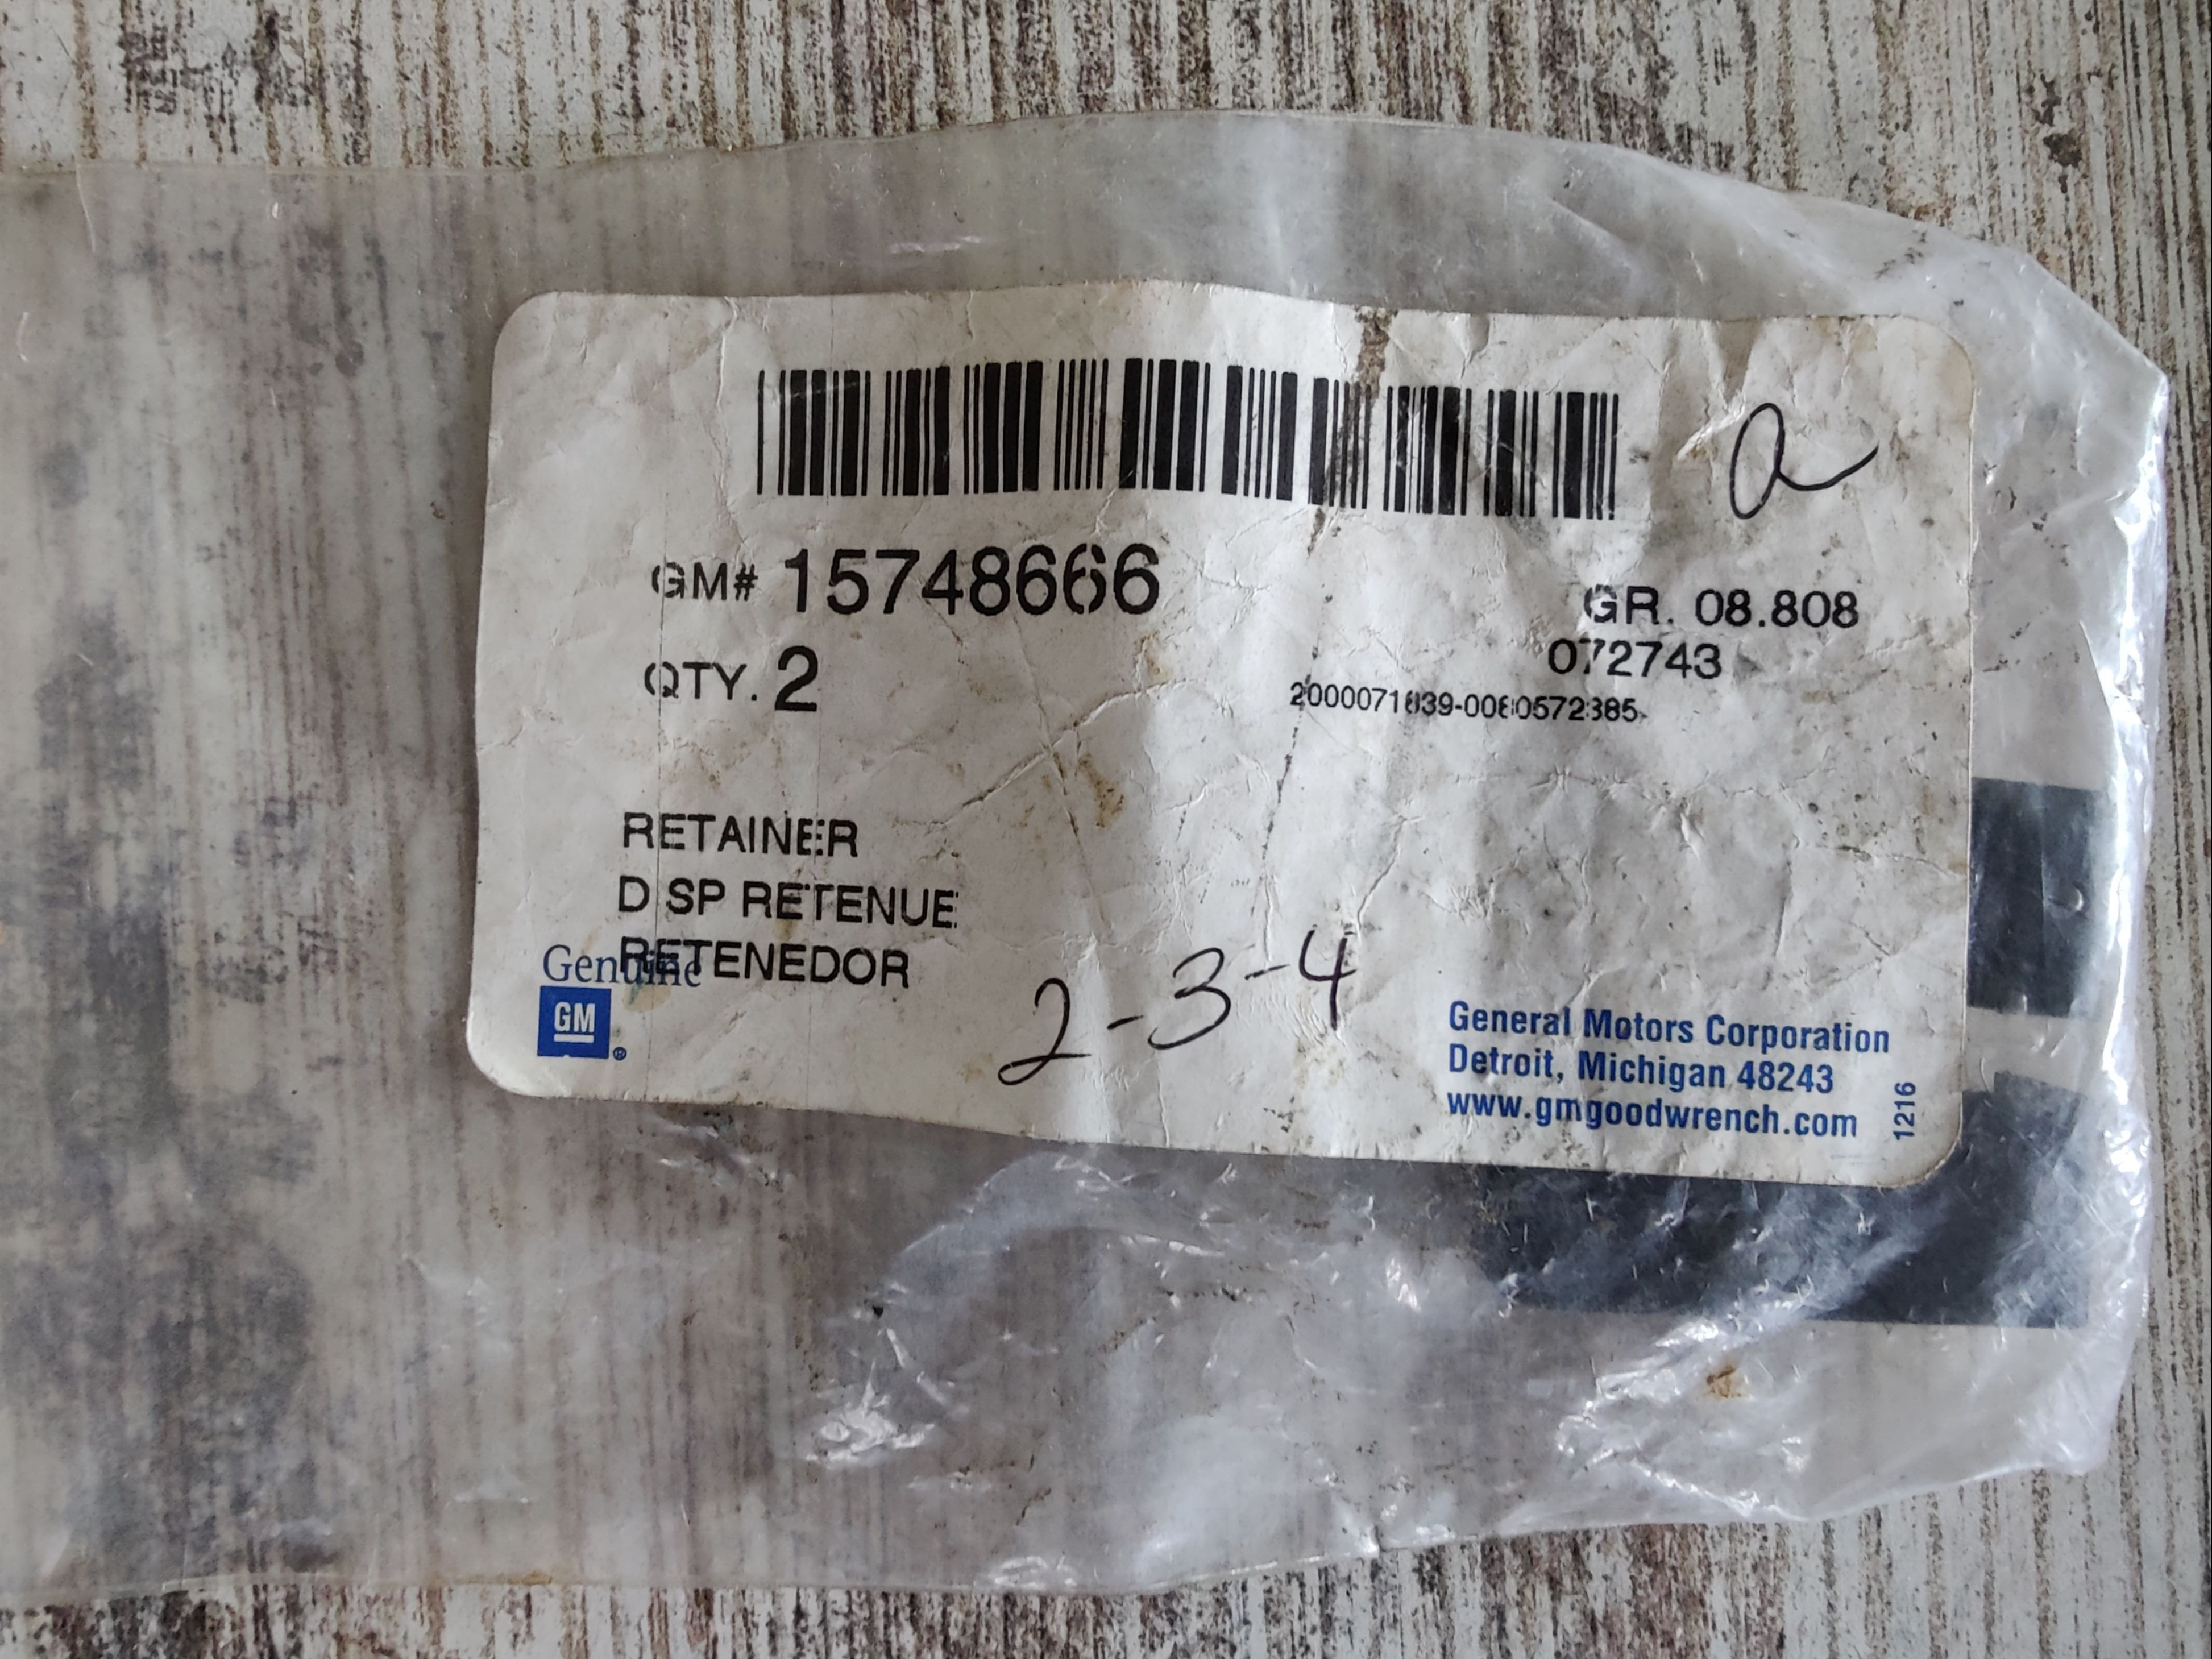 a
GM# 15748666
GR. 08.808
QTY. 2
072743
RETAINER
DISP RETENUE
RETENEDOR
Genuine
GM®
2-3-4
General Motors Corporation
Detroit, Michigan 48243
www.gmgoodwrench.com
1216